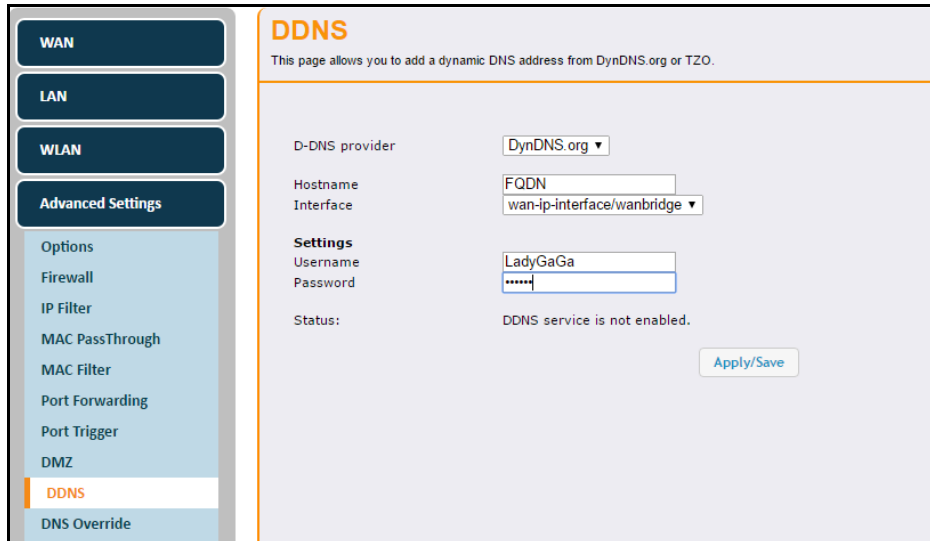 WAN
LAN
WLAN
Advanced Settings
Options
Firewall
IP Filter
MAC PassThrough
MAC Filter
Port Forwarding
Port Trigger
DMZ
DDNS
DNS Override
DDNS
This page allows you to add a dynamic DNS address from DynDNS.org or TZO.
D-DNS provider DynDNS.org
Hostname FQDN
Interface wan-ip-interface/wanbridge
Settings
Username LadyGaGa
Password ••••••
Status: DDNS service is not enabled.
Apply/Save